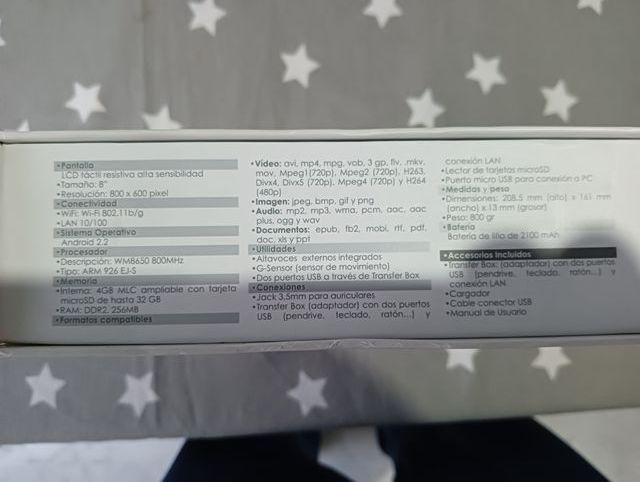 •Pantalla
LCD táctil resistiva alta sensibilidad
•Tamaño: 8"
•Resolución: 800 x 600 pixel
•Conectividad
•WiFi: Wi-Fi 802.11b/g
•LAN 10/100
•Sistema Operativo
Android 2.2
•Procesador
•Descripción: WM8650 800MHz
•Tipo: ARM 926 EJ-S
•Memoria
•Interna: 4GB MLC ampliable con tarjeta
microSD de hasta 32 GB
•RAM: DDR2, 256MB
•Formatos compatibles
•Video: avi, mp4, mpg, vob, 3 gp, flv, .mkv,
mov, Mpeg1(720p), Mpeg2 (720p), H263,
Divx4, Divx5 (720p), Mpeg4 (720p) y H264
(480p)
•Imagen: jpeg, bmp, gif y png
•Audio: mp2, mp3, wma, pcm, aac, aac
plus, ogg y wav
•Documentos: epub, fb2, mobi, rtf, pdf,
doc, xls y ppt
•Utilidades
•Altavoces externos integrados
•G-Sensor (sensor de movimiento)
•Dos puertos USB a través de Transfer Box
•Conexiones
•Jack 3,5mm para auriculares
•Transfer Box (adaptador) con dos puertos
USB (pendrive, teclado, ratón...) y
conexión LAN
•Lector de tarjetas microSD
•Puerto micro USB para conexión a PC
•Medidas y peso
•Dimensiones: 208.5 mm (alto) x 161 mm
(ancho) x 13 mm (grosor)
•Peso: 800 gr
•Batería
Batería de litio de 2100 mAh
•Accesorios Incluidos
•Transfer Box: (adaptador) con dos puertos
USB (pendrive, teclado, ratón...) y
conexión LAN
•Cargador
•Cable conector USB
•Manual de Usuario